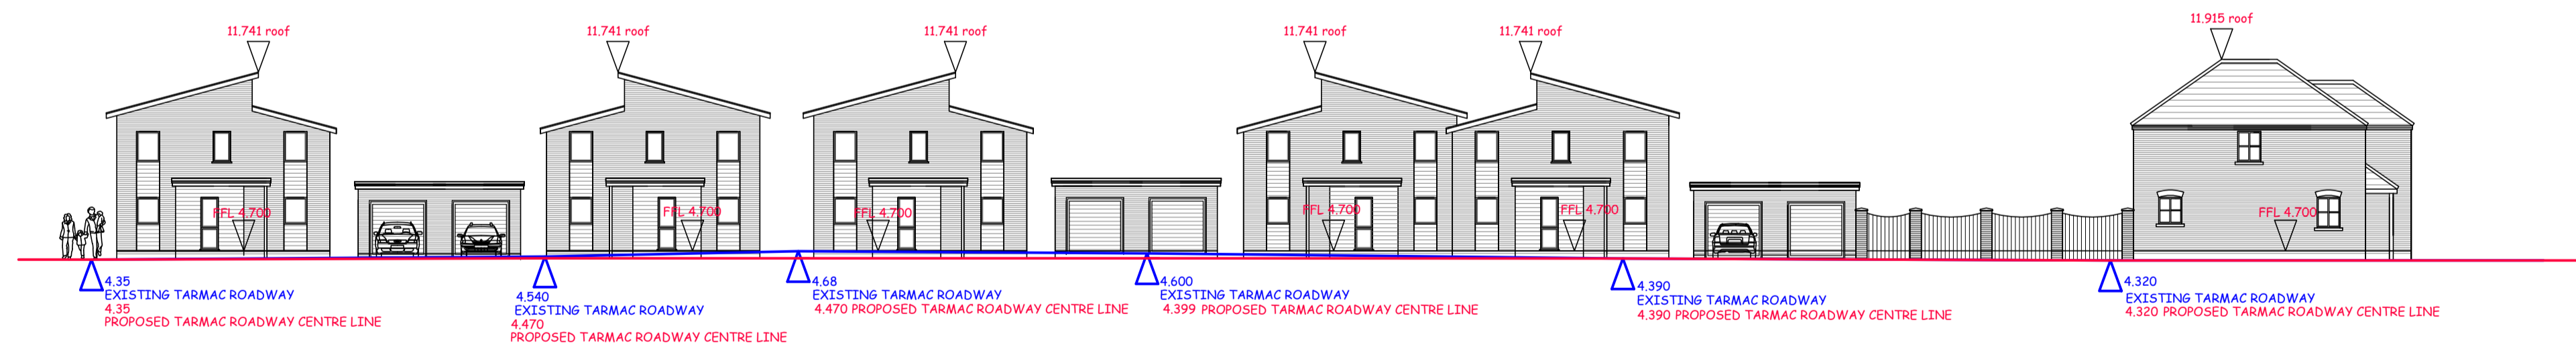 11.741 roof
11.741 roof
11.741 roof
11.741 roof
11.741 roof
11.915 roof
FFL 4.700
FFL 4.700
FFL 4.700
FFL 4.700
FFL 4.700
FFL 4.700
4.35
EXISTING TARMAC ROADWAY
4.35
PROPOSED TARMAC ROADWAY CENTRE LINE
4.540
EXISTING TARMAC ROADWAY
4.470
PROPOSED TARMAC ROADWAY CENTRE LINE
4.68
EXISTING TARMAC ROADWAY
4.470 PROPOSED TARMAC ROADWAY CENTRE LINE
4.600
EXISTING TARMAC ROADWAY
4.399 PROPOSED TARMAC ROADWAY CENTRE LINE
4.390
EXISTING TARMAC ROADWAY
4.390 PROPOSED TARMAC ROADWAY CENTRE LINE
4.320
EXISTING TARMAC ROADWAY
4.320 PROPOSED TARMAC ROADWAY CENTRE LINE